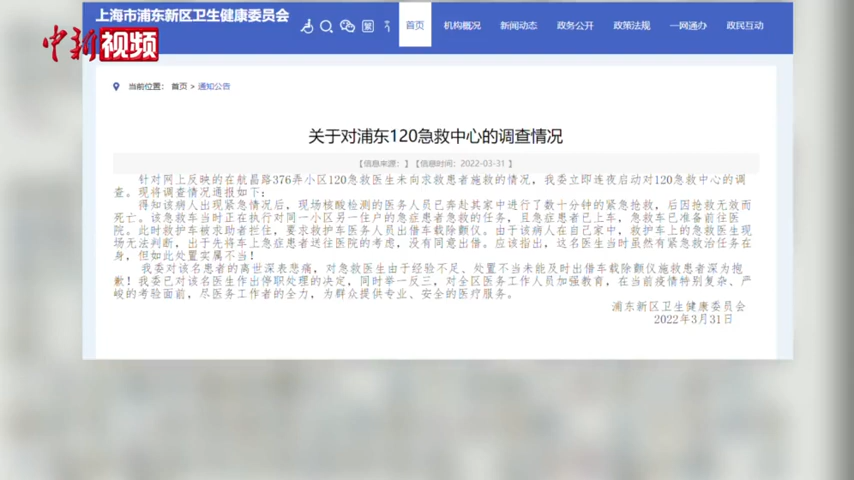 上海市浦东新区卫生健康委员会
繁
首页
机构概况
新闻动态
政务公开
政策法规
一网通办
政民互动
中新视频
当前位置： 首页 > 通知公告
关于对浦东120急救中心的调查情况
【信息来源： 】【信息时间：2022-03-31 】
针对网上反映的在航昌路376弄小区120急救医生未向求救患者施救的情况，我委立即连夜启动对120急救中心的调
查。现将调查情况通报如下：
得知该病人出现紧急情况后，现场核酸检测的医务人员已奔赴其家中进行了数十分钟的紧急抢救，后因抢救无效而
死亡。该急救车当时正在执行对同一小区另一住户的急症患者急救的任务，且急症患者已上车，急救车已准备前往医
院。此时救护车被求助者拦住，要求救护车医务人员出借车载除颤仪。由于该病人在自己家中，救护车上的急救医生现
场无法判断，出于先将车上急症患者送往医院的考虑，没有同意出借。应该指出，这名医生当时虽然有紧急救治任务在
身，但如此处置实属不当！
我委对该名患者的离世深表悲痛，对急救医生由于经验不足、处置不当未能及时出借车载除颤仪施救患者深为抱
歉！我委已对该名医生作出停职处理的决定，同时举一反三，对全区医务工作人员加强教育，在当前疫情特别复杂、严
峻的考验面前，尽医务工作者的全力，为群众提供专业、安全的医疗服务。
浦东新区卫生健康委员会
2022年3月31日